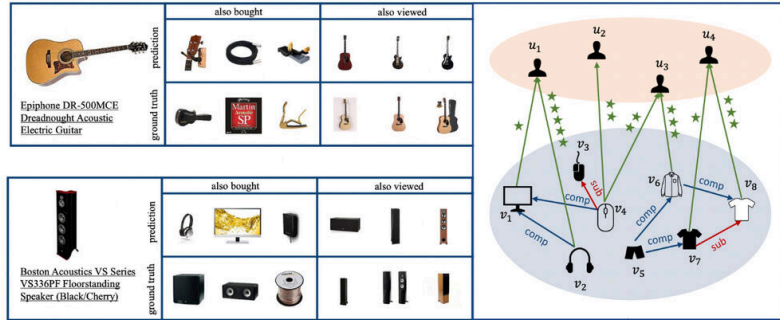 also bought
also viewed
prediction
ground truth
Epiphone DR-500MCE
Dreadnought Acoustic
Electric Guitar
Martin
SP
also bought
also viewed
prediction
ground truth
Boston Acoustics VS Series
VS336PF Floorstanding
Speaker (Black/Cherry)
u1
u2
u3
u4
v3
sub
v6
comp
v8
v1
comp
v4
comp
comp
comp
v5
v7
sub
v2